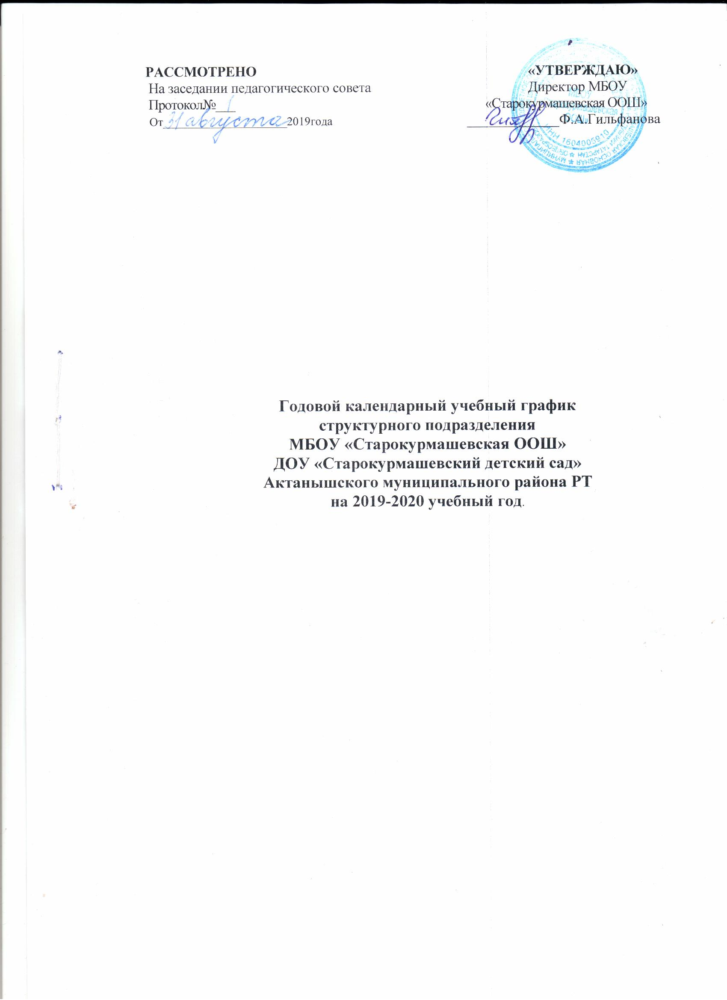 РАССМОТРЕНО
На заседании педагогического совета
Протокол№ 1
От 31 августа 2019года
«УТВЕРЖДАЮ»
Директор МБОУ
«Старокурмашевская ООШ»
Ф.А.Гильфанова
ИНН 1604005910
Годовой календарный учебный график
структурного подразделения
МБОУ «Старокурмашевская ООШ»
ДОУ «Старокурмашевский детский сад»
Актанышского муниципального района РТ
на 2019-2020 учебный год.